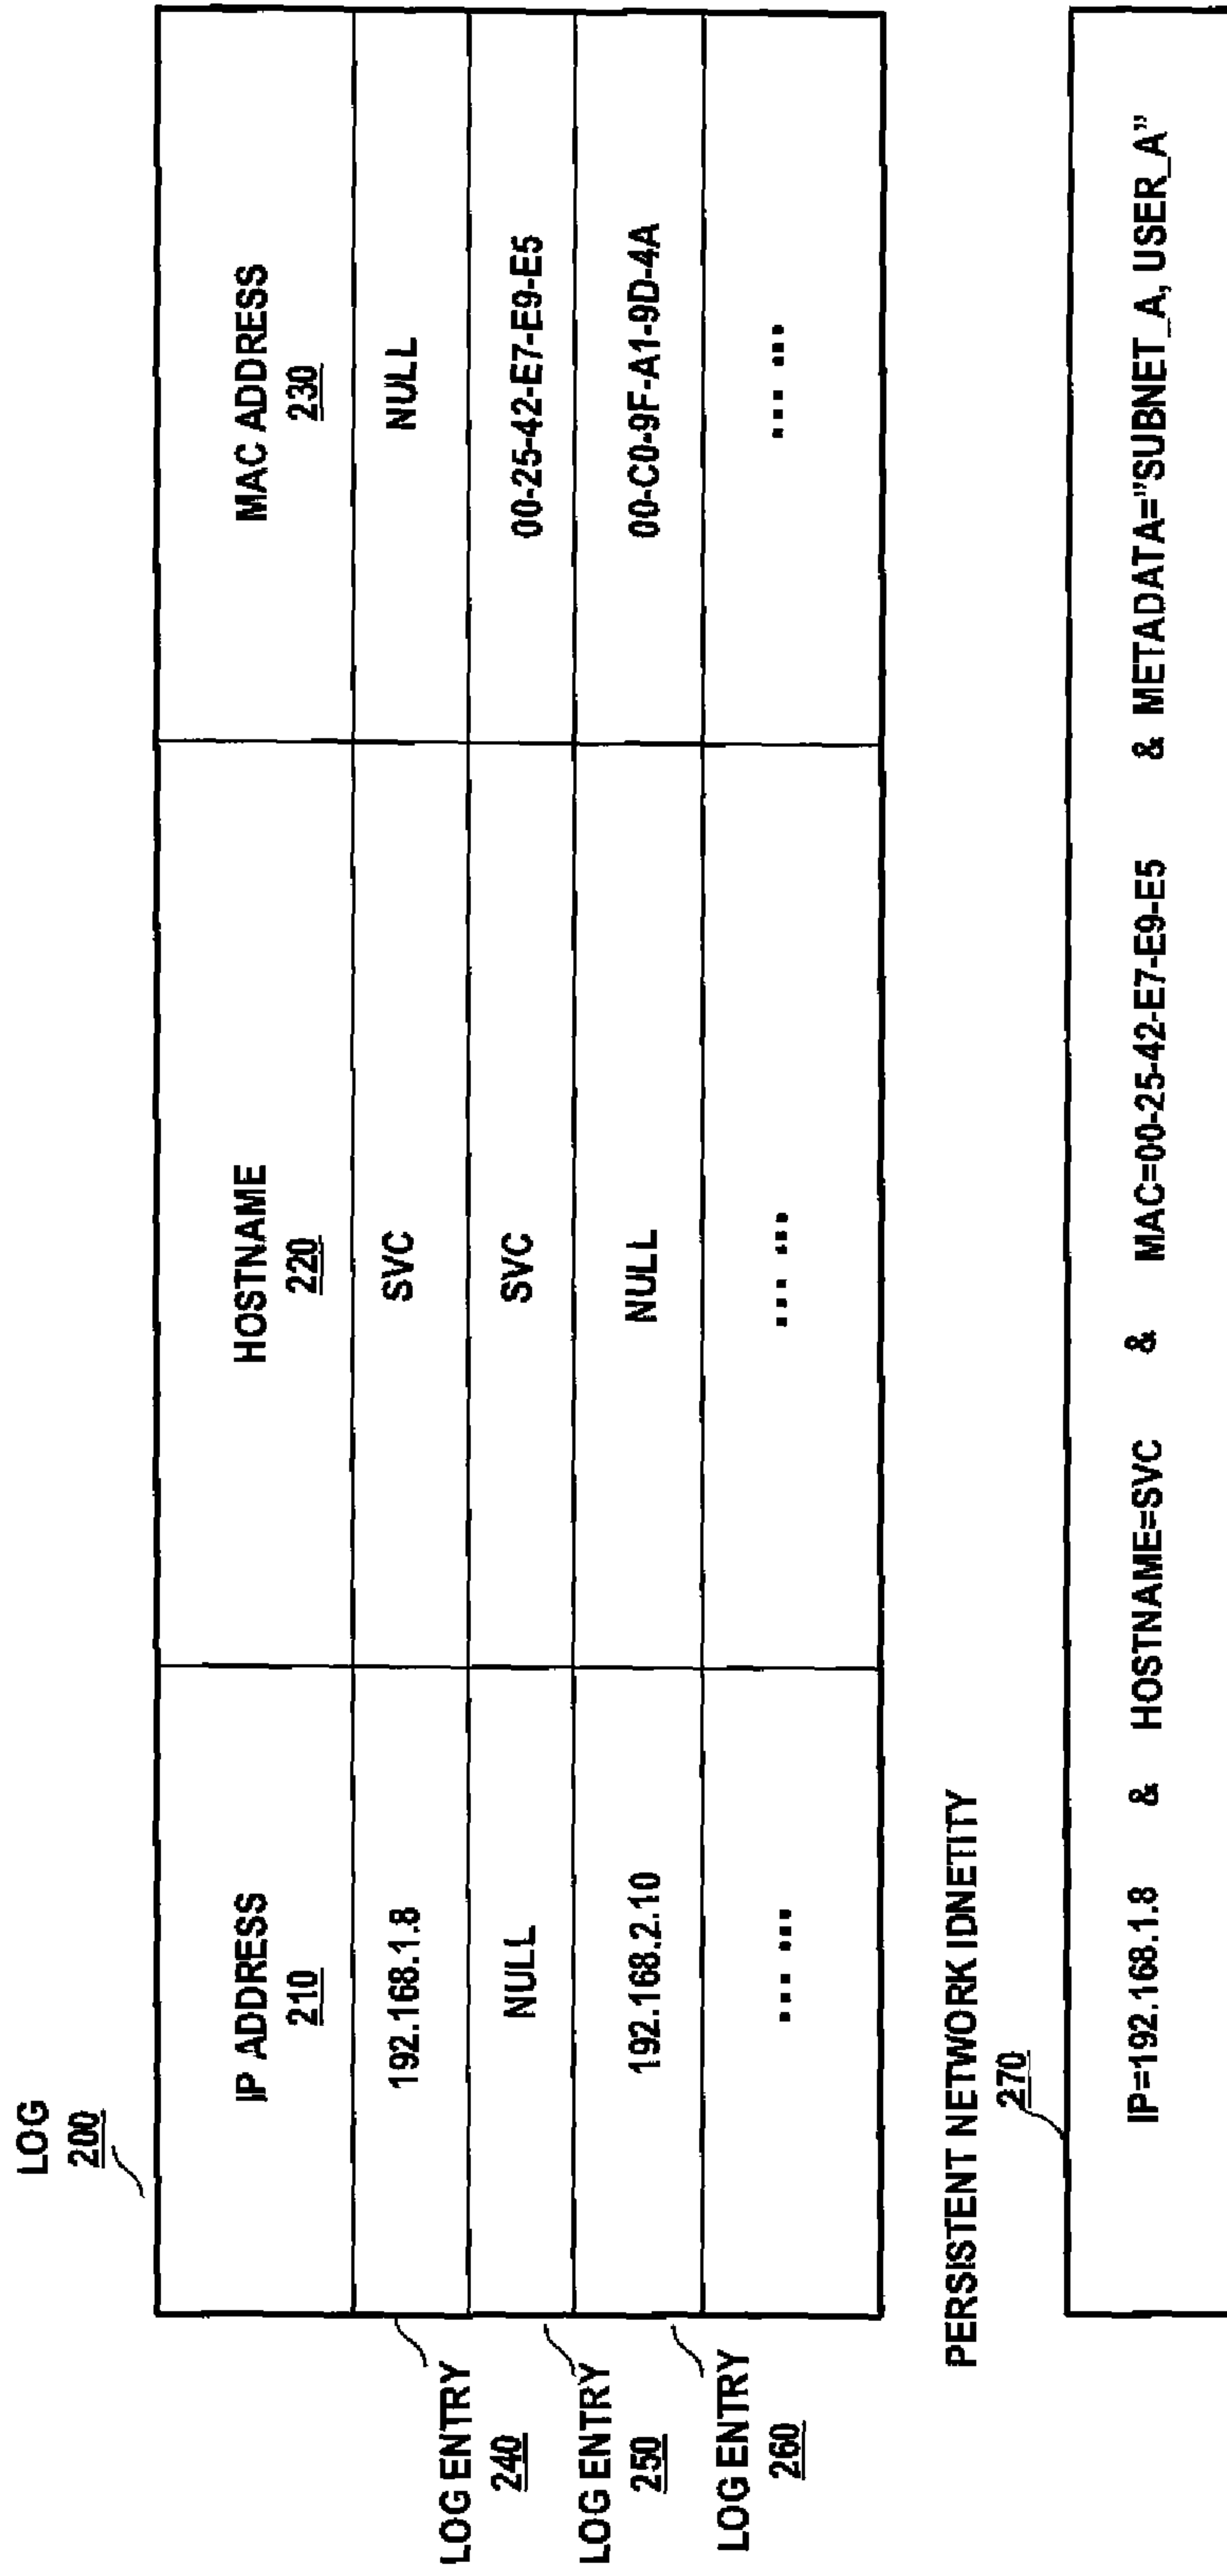 LOG
200
IP ADDRESS
210
HOSTNAME
220
MAC ADDRESS
230
LOG ENTRY
240
192.168.1.8
SVC
NULL
LOG ENTRY
250
NULL
SVC
00-25-42-E7-E9-E5
LOG ENTRY
260
192.168.2.10
NULL
00-C0-9F-A1-9D-4A
... ...
... ...
... ...
PERSISTENT NETWORK IDNETITY
270
IP=192.168.1.8 & HOSTNAME=SVC & MAC=00-25-42-E7-E9-E5 & METADATA="SUBNET_A, USER_A"